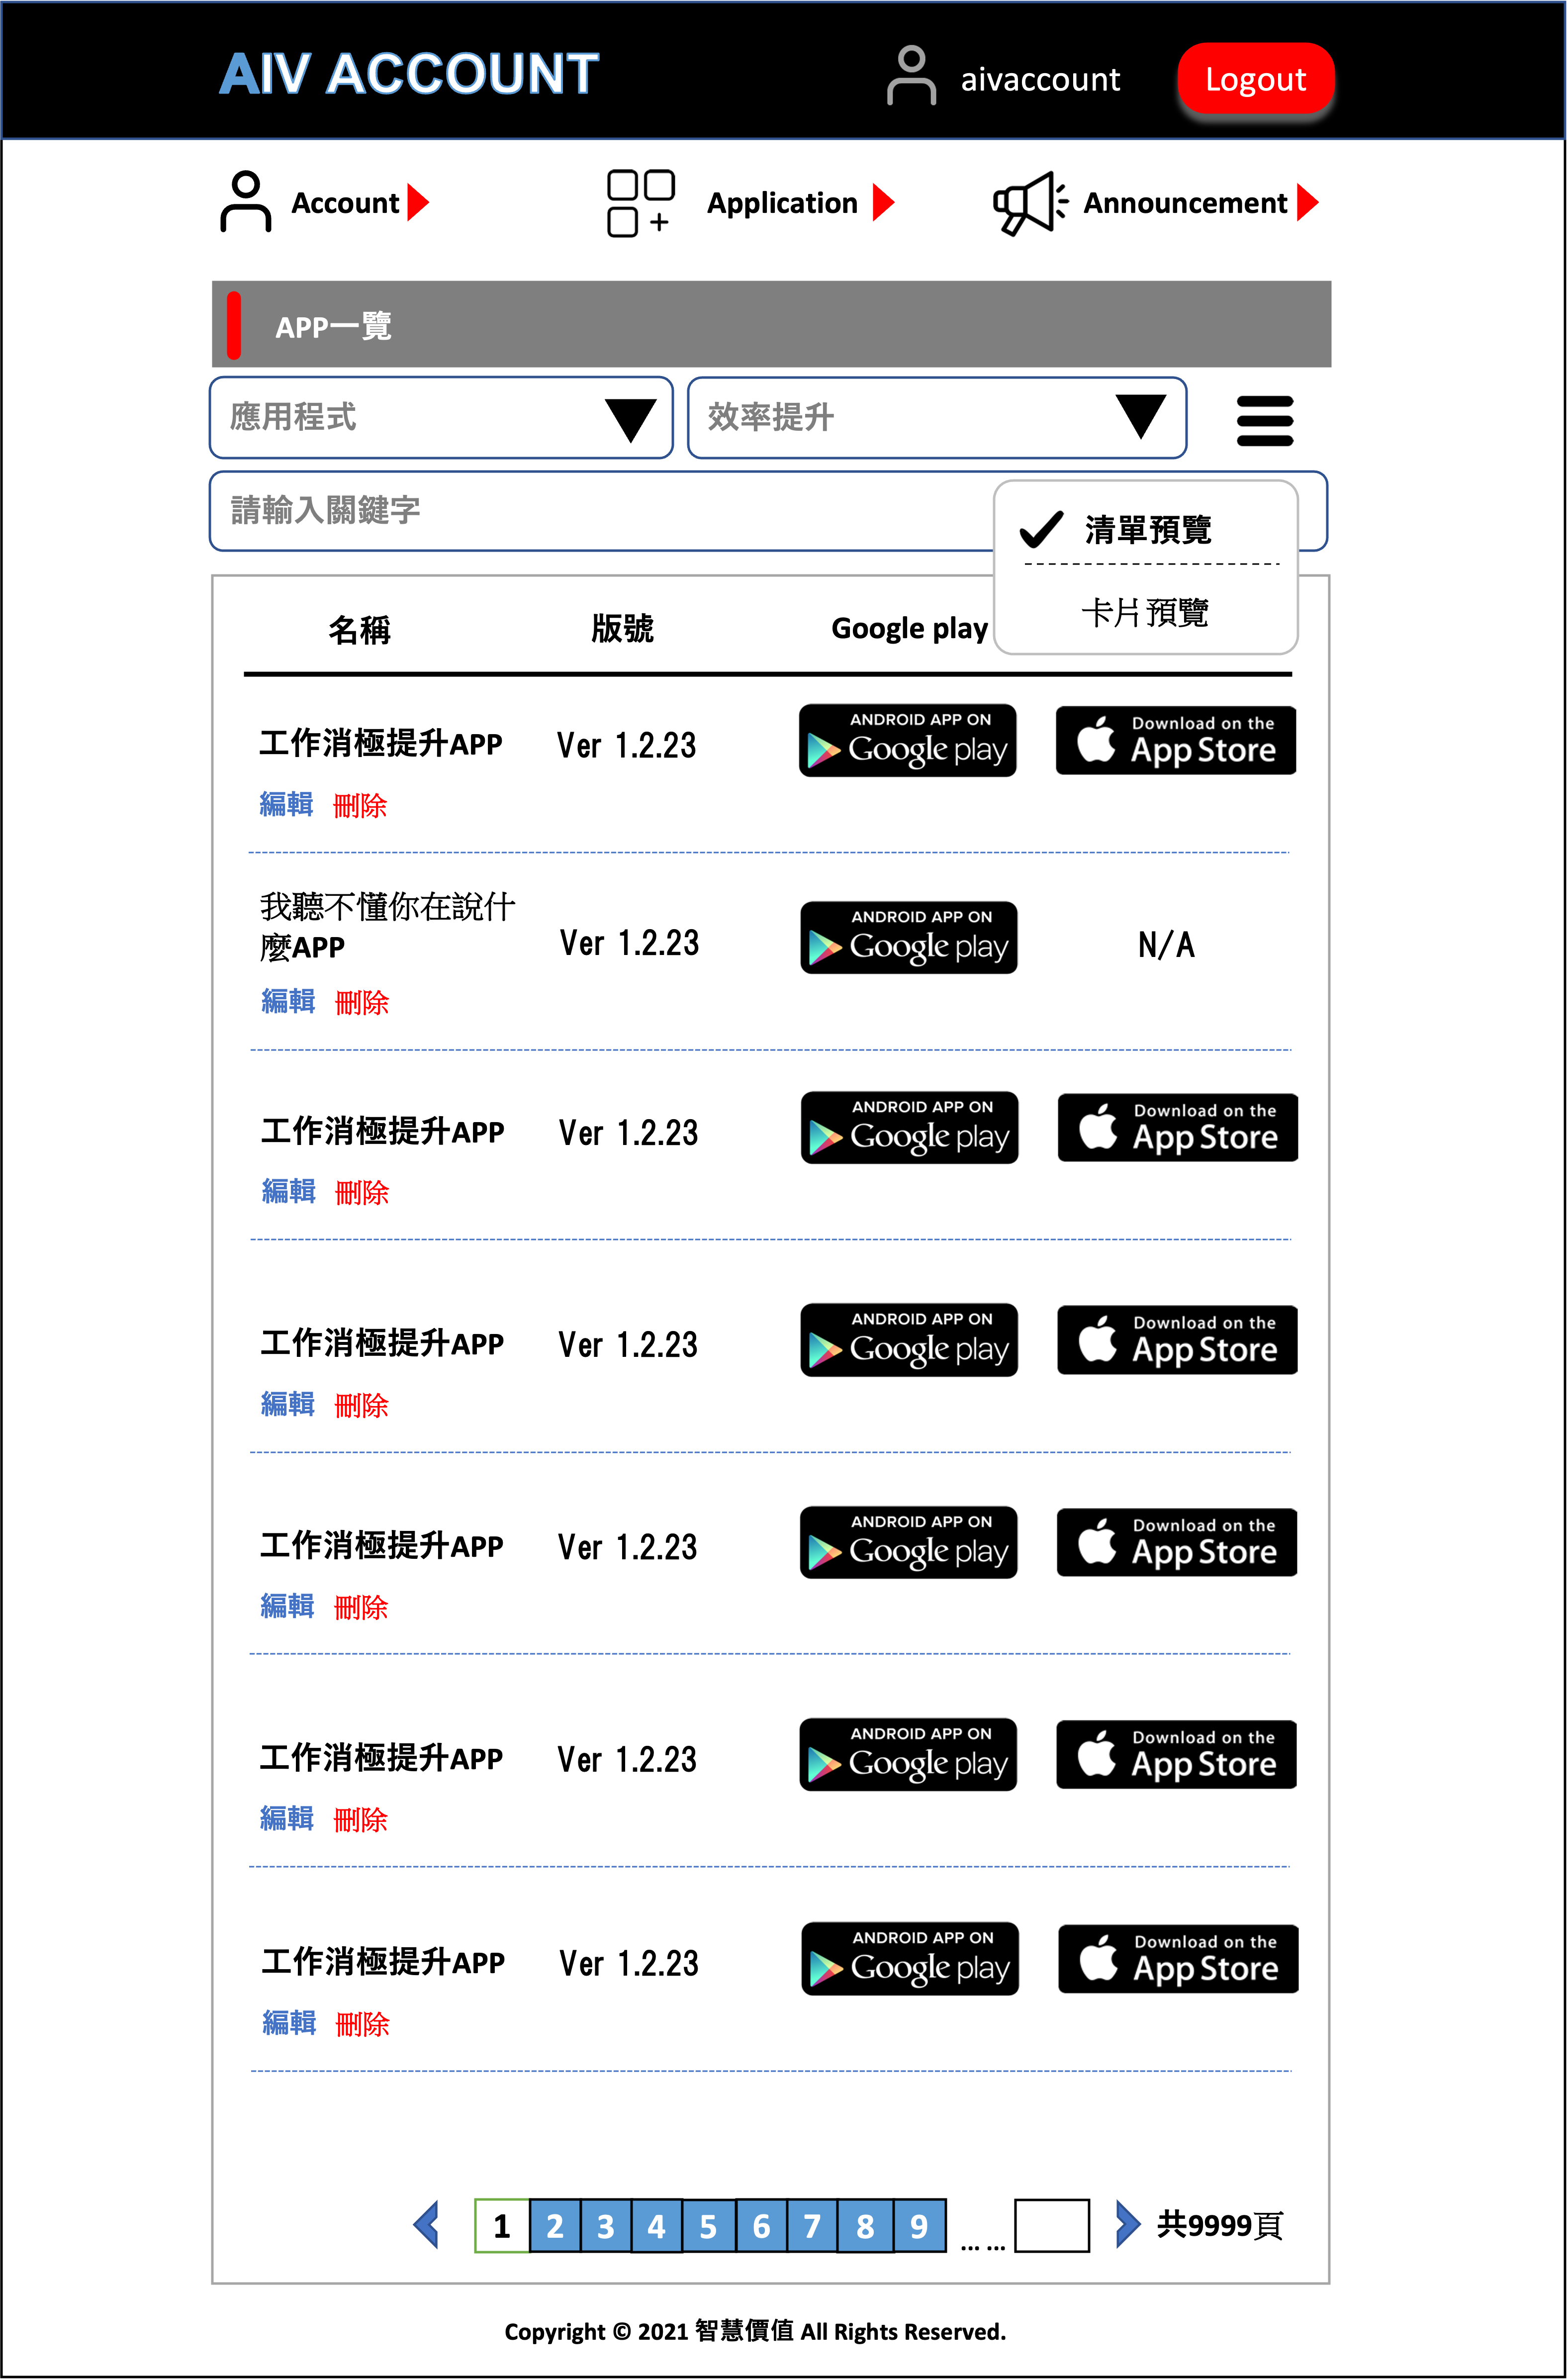 AIV ACCOUNT
aivaccount
Logout
Account
Application
Announcement
APP一覽
應用程式
效率提升
請輸入關鍵字
清單預覽
卡片預覽
名稱 版號 Google play
工作消極提升APP Ver 1.2.23
ANDROID APP ON
Google play
Download on the
App Store
編輯 刪除
我聽不懂你在說什
麼APP
Ver 1.2.23
ANDROID APP ON
Google play
N/A
編輯 刪除
工作消極提升APP Ver 1.2.23
ANDROID APP ON
Google play
Download on the
App Store
編輯 刪除
工作消極提升APP Ver 1.2.23
ANDROID APP ON
Google play
Download on the
App Store
編輯 刪除
工作消極提升APP Ver 1.2.23
ANDROID APP ON
Google play
Download on the
App Store
編輯 刪除
工作消極提升APP Ver 1.2.23
ANDROID APP ON
Google play
Download on the
App Store
編輯 刪除
工作消極提升APP Ver 1.2.23
ANDROID APP ON
Google play
Download on the
App Store
編輯 刪除
1 2 3 4 5 6 7 8 9 ... ... 共9999頁
Copyright © 2021 智慧價值 All Rights Reserved.